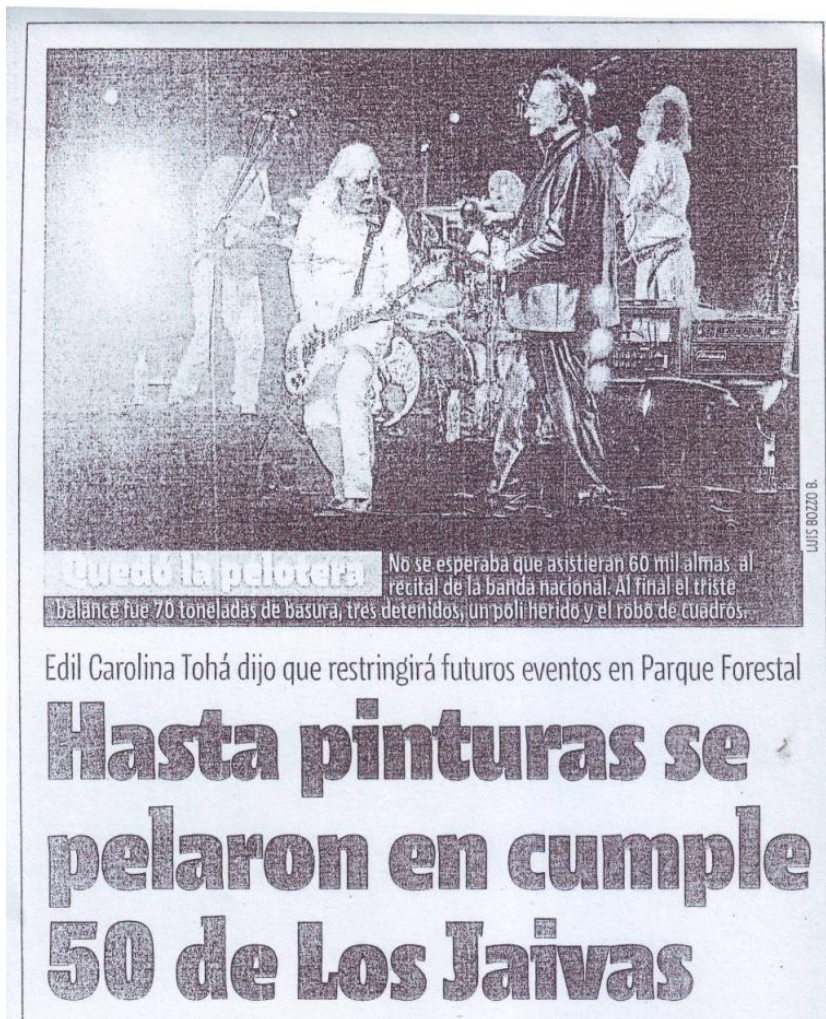 LUIS BOZZO B.
Quedó la pelotera
No se esperaba que asistieran 60 mil almas al
recital de la banda nacional. Al final el triste
balance fue 70 toneladas de basura, tres detenidos, un poli herido y el robo de cuadros.
Edil Carolina Tohá dijo que restringirá futuros eventos en Parque Forestal
Hasta pinturas se
pelaron en cumple
50 de Los Jaivas